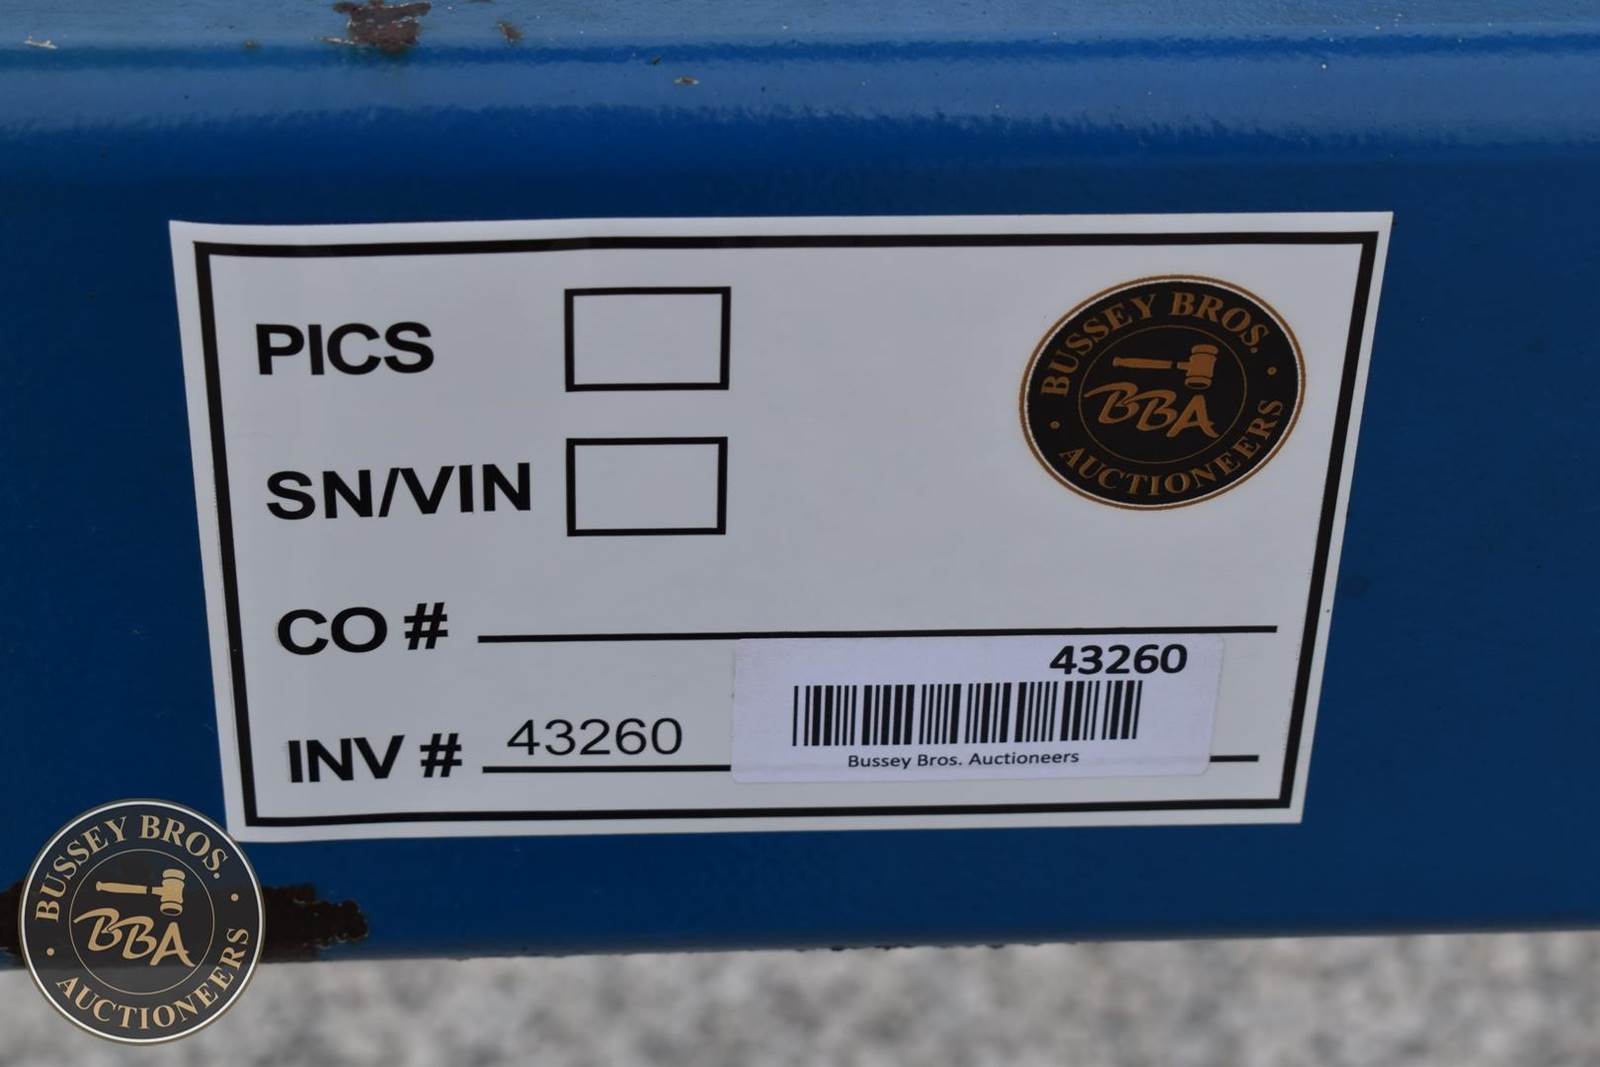 PICS
BUSSEY BROS.
BBA
AUCTIONEERS
SN/VIN
CO #
43260
INV # 43260
Bussey Bros. Auctioneers
BUSSEY BROS.
BBA
AUCTIONEERS